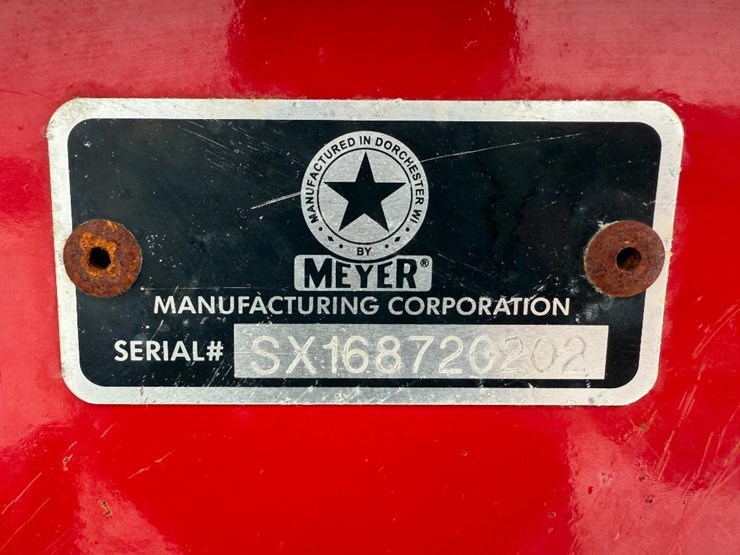 MANUFACTURED IN DORCHESTER WI.
BY
MEYER®
MANUFACTURING CORPORATION
SERIAL# SX168720202